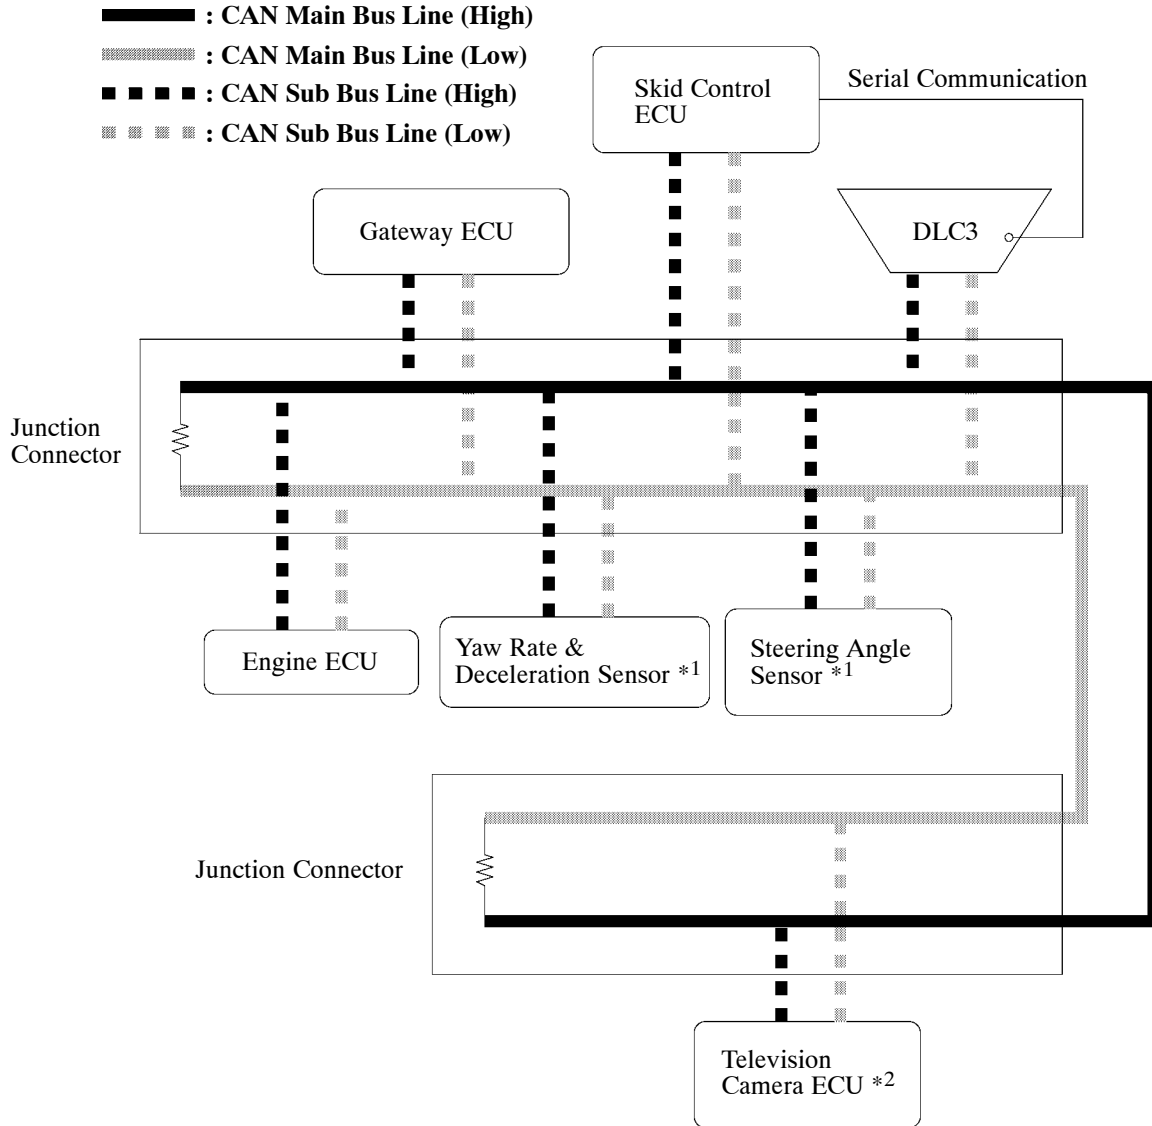 : CAN Main Bus Line (High)
: CAN Main Bus Line (Low)
: CAN Sub Bus Line (High)
: CAN Sub Bus Line (Low)
Skid Control
ECU
Serial Communication
Gateway ECU
DLC3
Junction
Connector
Engine ECU
Yaw Rate &
Deceleration Sensor *1
Steering Angle
Sensor *1
Junction Connector
Television
Camera ECU *2